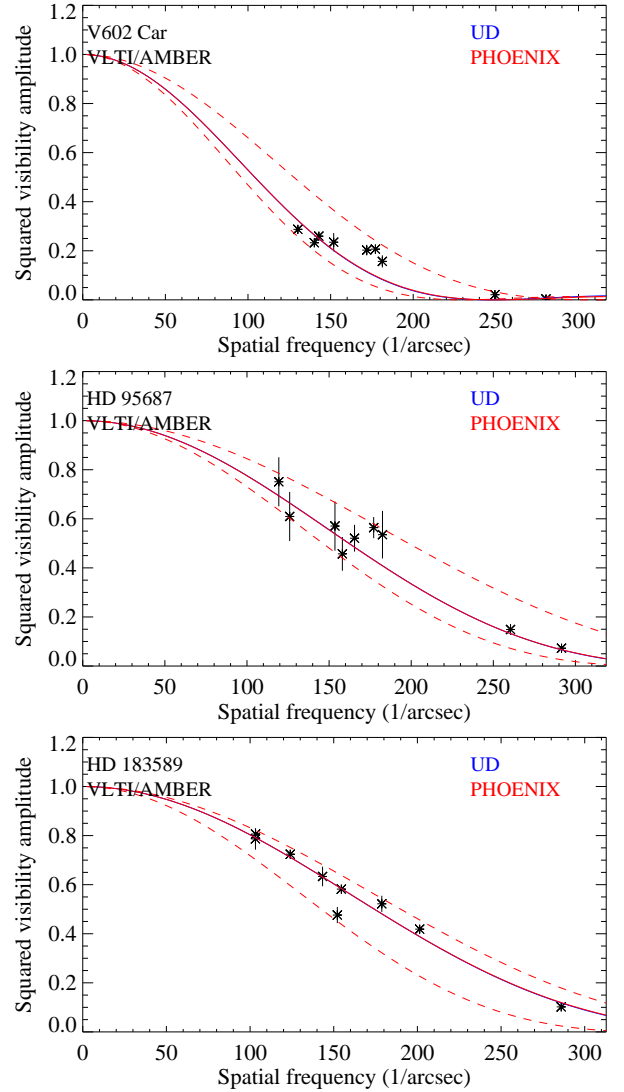 V602 Car
VLTI/AMBER
UD
PHOENIX
Squared visibility amplitude
1.2
1.0
0.8
0.6
0.4
0.2
0.0
0 50 100 150 200 250 300
Spatial frequency (1/arcsec)
HD 95687
VLTI/AMBER
UD
PHOENIX
Squared visibility amplitude
1.2
1.0
0.8
0.6
0.4
0.2
0.0
0 50 100 150 200 250 300
Spatial frequency (1/arcsec)
HD 183589
VLTI/AMBER
UD
PHOENIX
Squared visibility amplitude
1.2
1.0
0.8
0.6
0.4
0.2
0.0
0 50 100 150 200 250 300
Spatial frequency (1/arcsec)